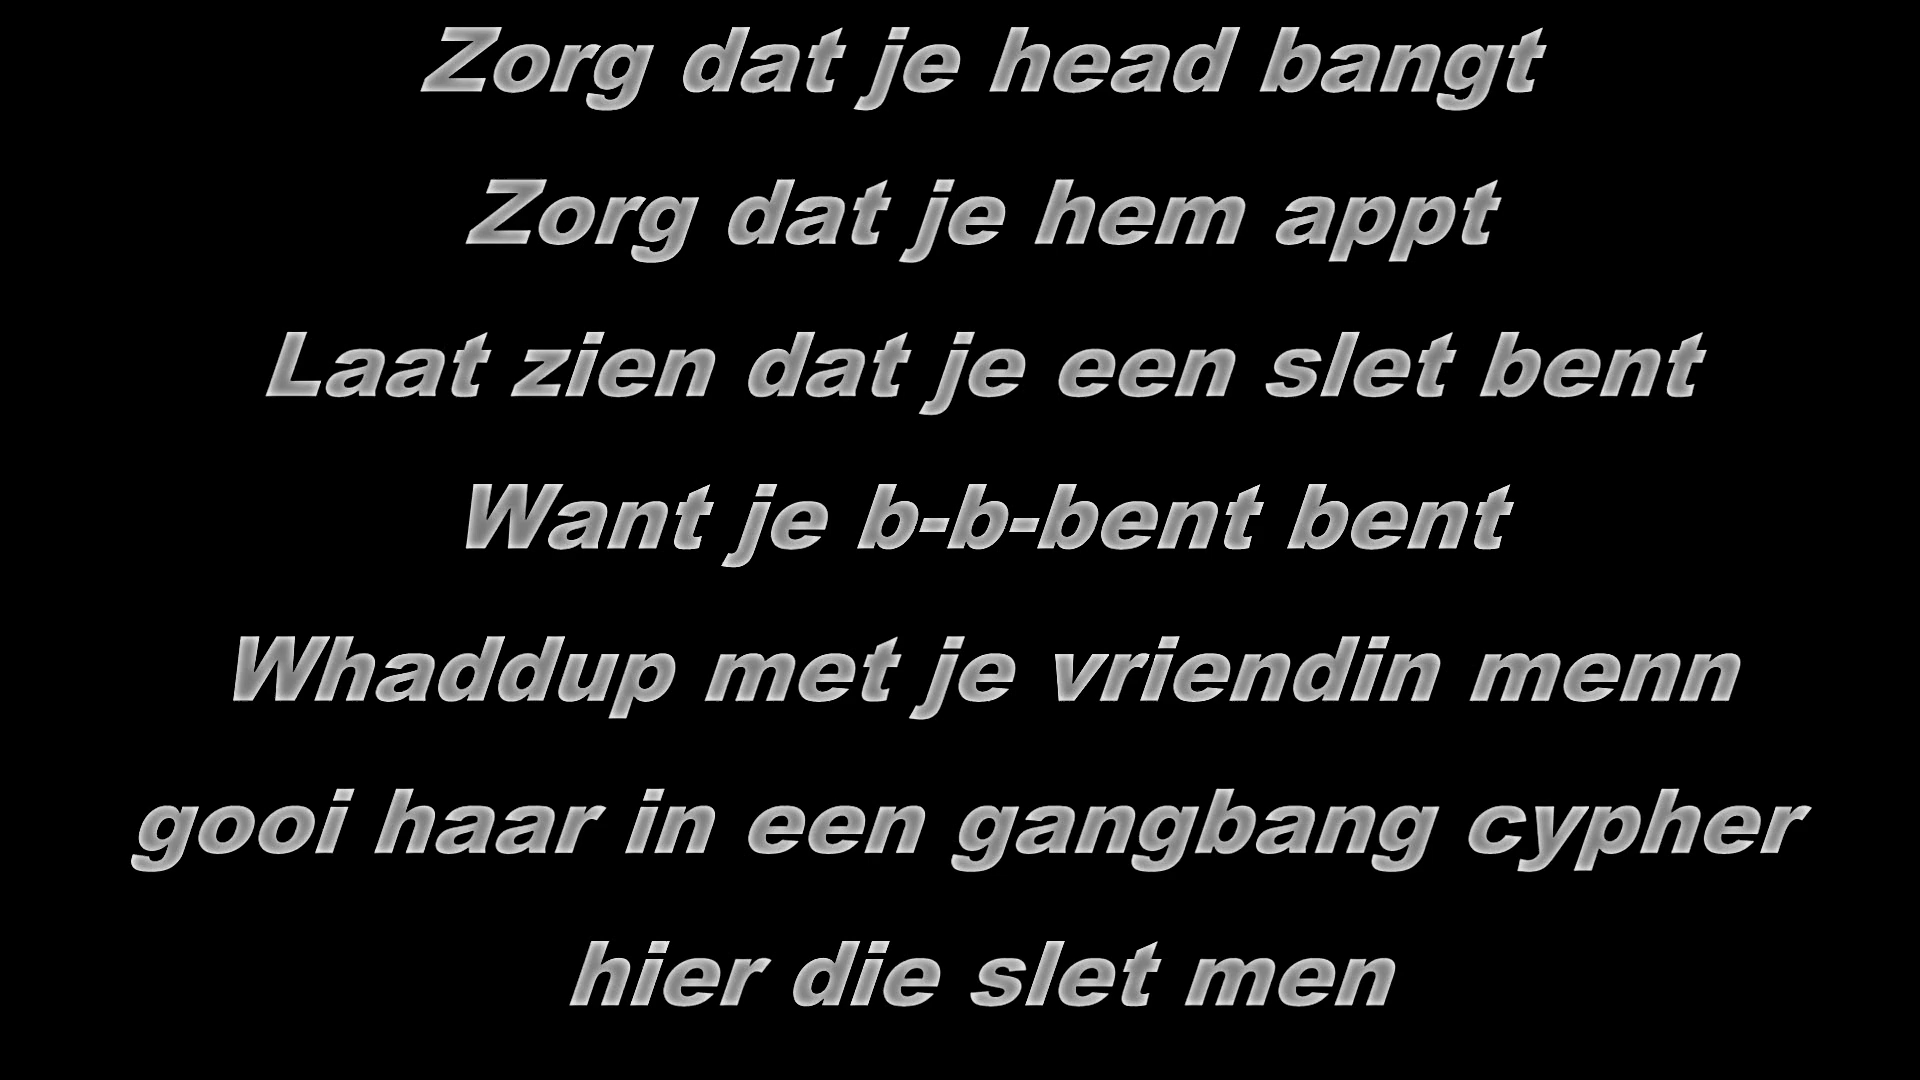 Zorg dat je head bangt
Zorg dat je hem appt
Laat zien dat je een slet bent
Want je b-b-bent bent
Whaddup met je vriendin menn
gooi haar in een gangbang cypher
hier die slet men